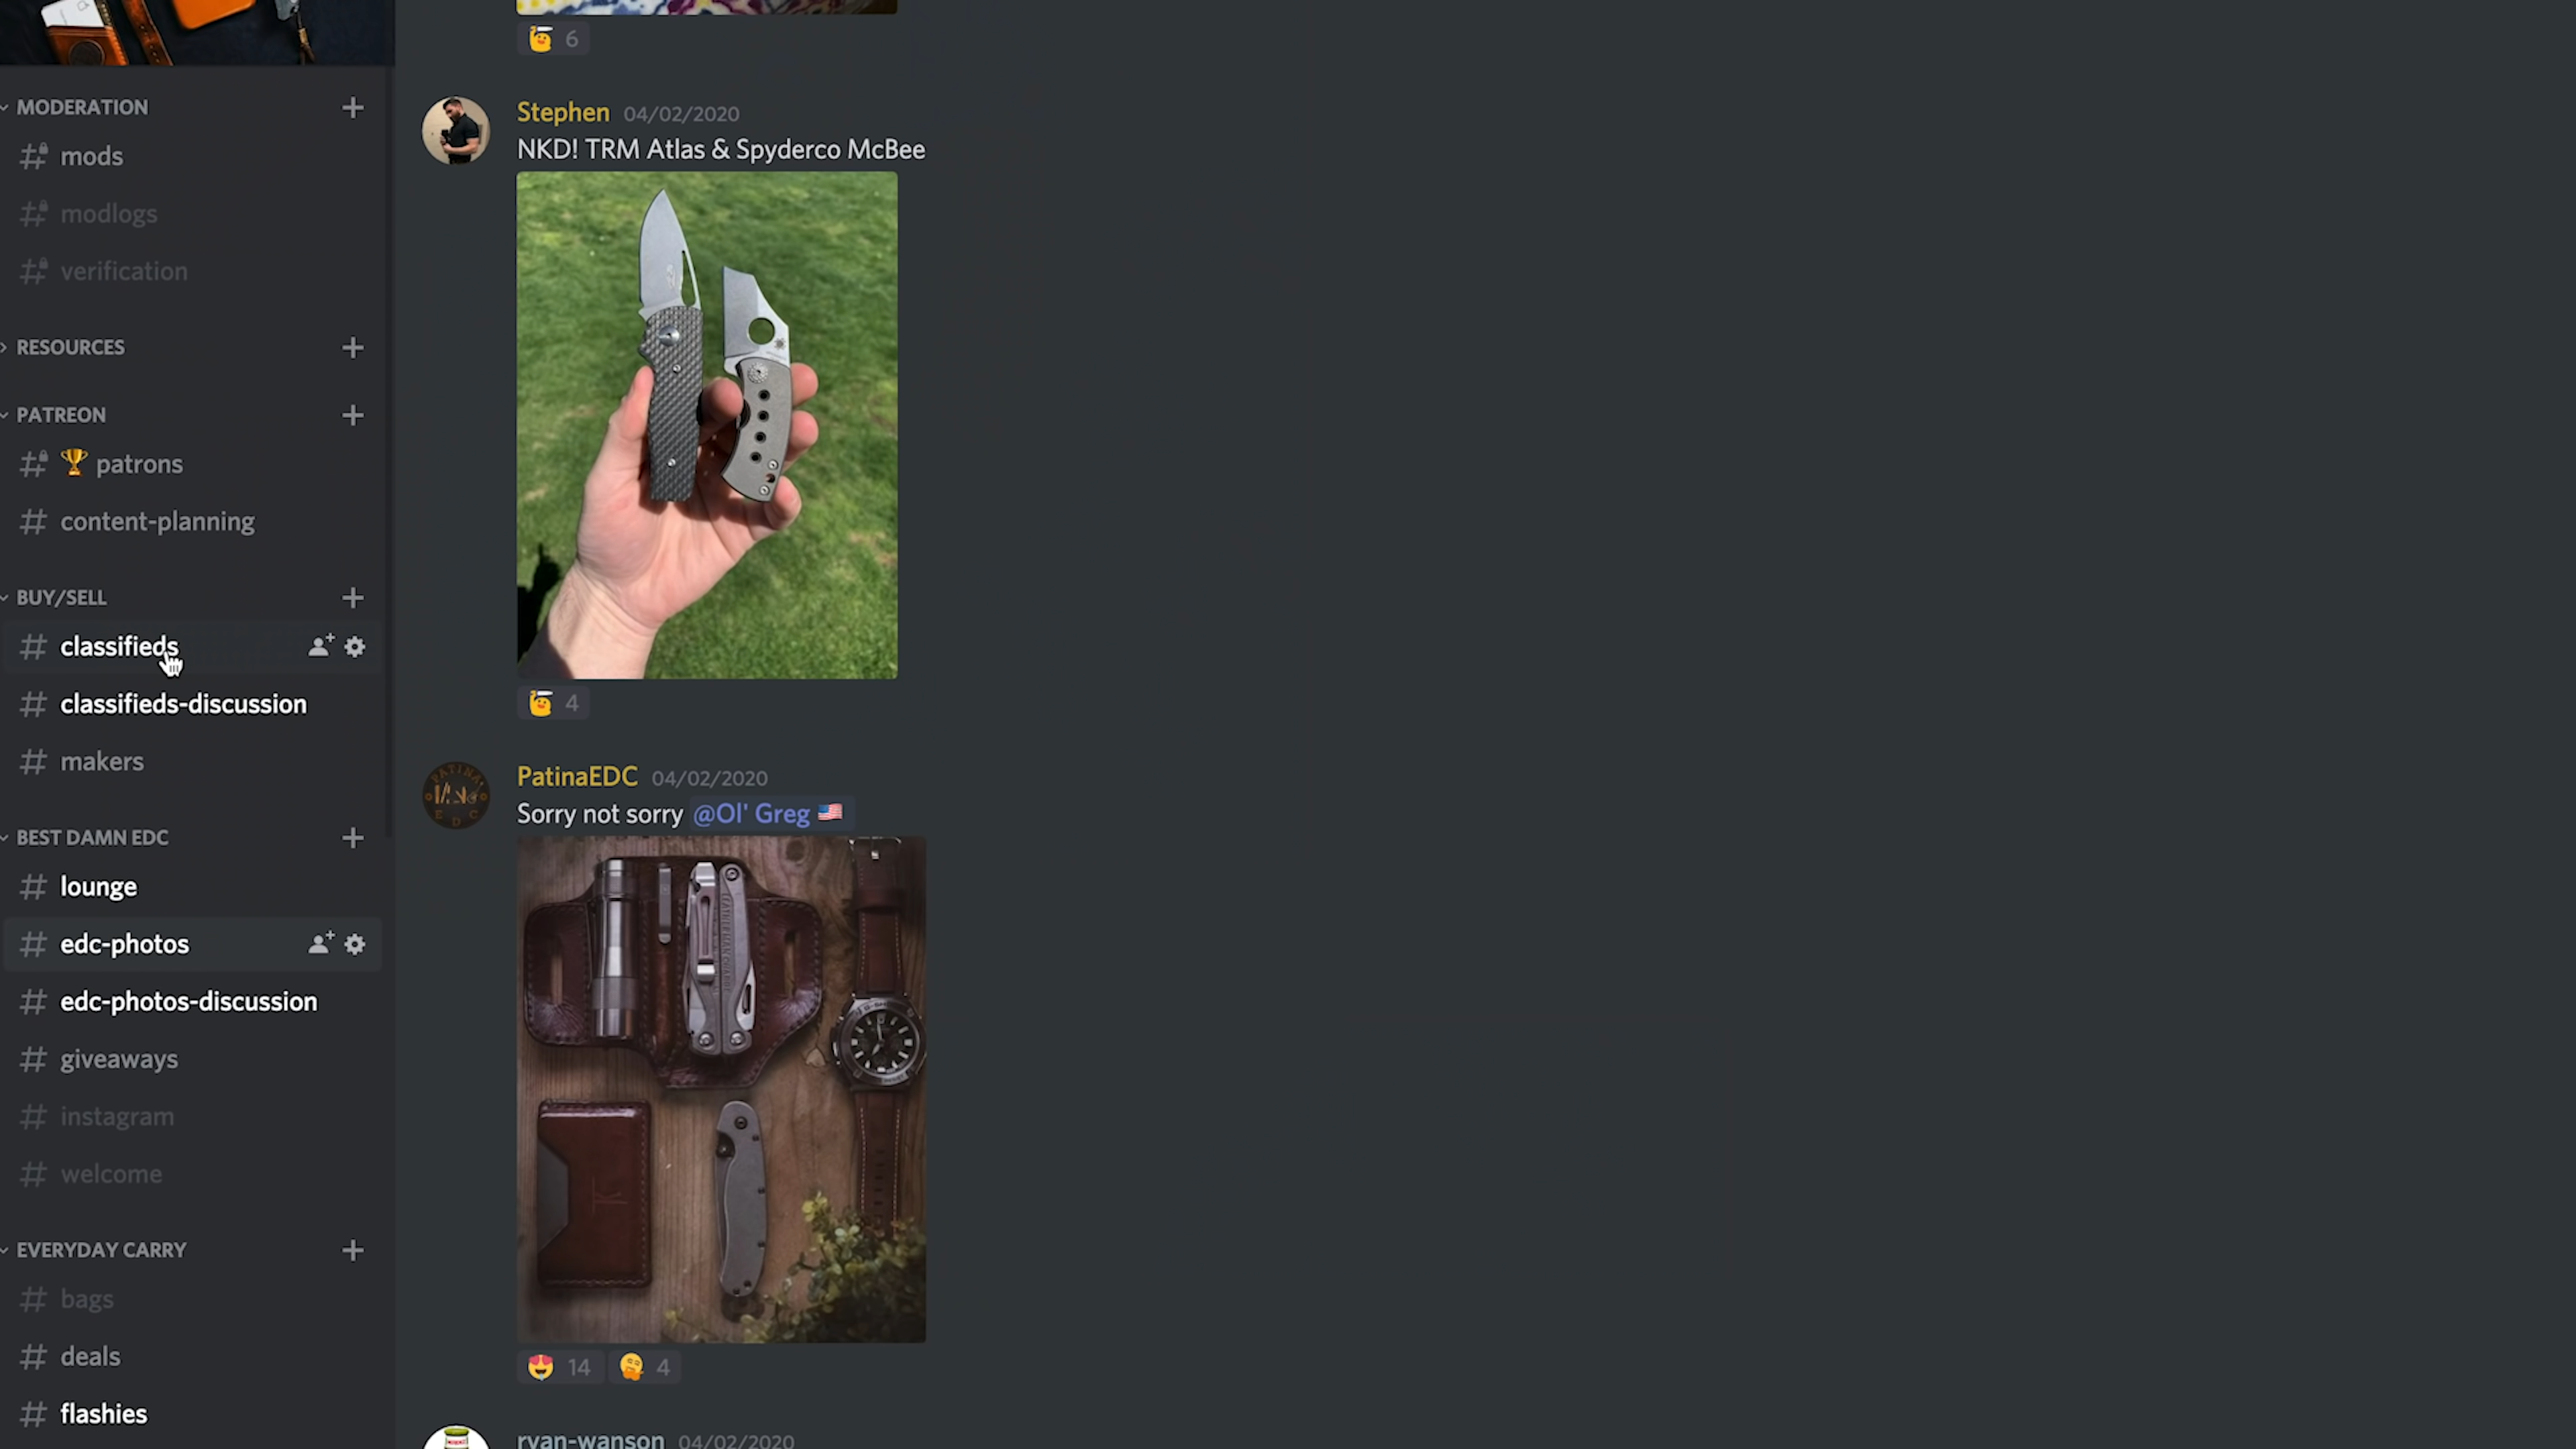 MODERATION
mods
modlogs
verification
RESOURCES
PATREON
patrons
content-planning
BUY/SELL
classifieds
classifieds-discussion
makers
BEST DAMN EDC
lounge
edc-photos
edc-photos-discussion
giveaways
instagram
welcome
EVERYDAY CARRY
bags
deals
flashies
6
Stephen 04/02/2020
NKD! TRM Atlas & Spyderco McBee
4
PATINA
EDC
PatinaEDC 04/02/2020
Sorry not sorry @Ol' Greg
14 4
ryan-wanson 04/02/2020